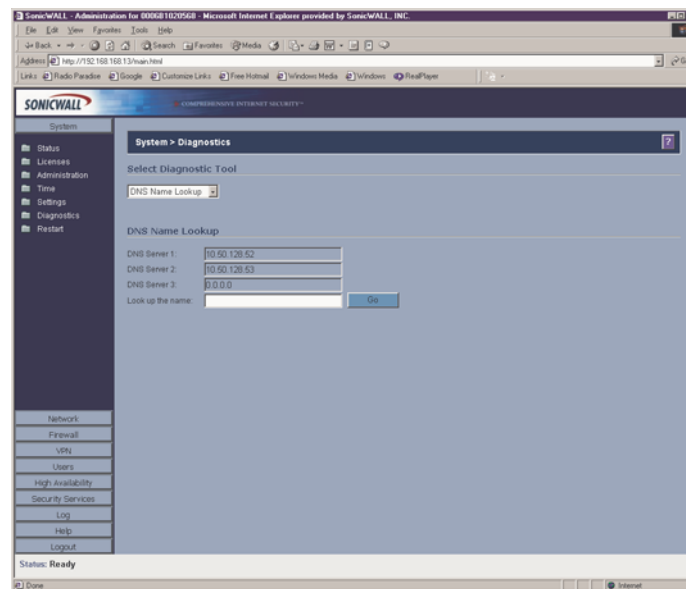 SonicWALL - Administration for 0006B1020568 - Microsoft Internet Explorer provided by SonicWALL, INC.
File Edit View Favorites Tools Help
Back Search Favorites Media
Address http://192.168.168.13/main.html
Links Radio Paradise Google Customize Links Free Hotmail Windows Media Windows RealPlayer
SONICWALL COMPREHENSIVE INTERNET SECURITY™
System
Status
Licenses
Administration
Time
Settings
Diagnostics
Restart
System > Diagnostics ?
Select Diagnostic Tool
DNS Name Lookup
DNS Name Lookup
DNS Server 1: 10.50.128.52
DNS Server 2: 10.50.128.53
DNS Server 3: 0.0.0.0
Look up the name: Go
Network
Firewall
VPN
Users
High Availability
Security Services
Log
Help
Logout
Status: Ready
Done Internet